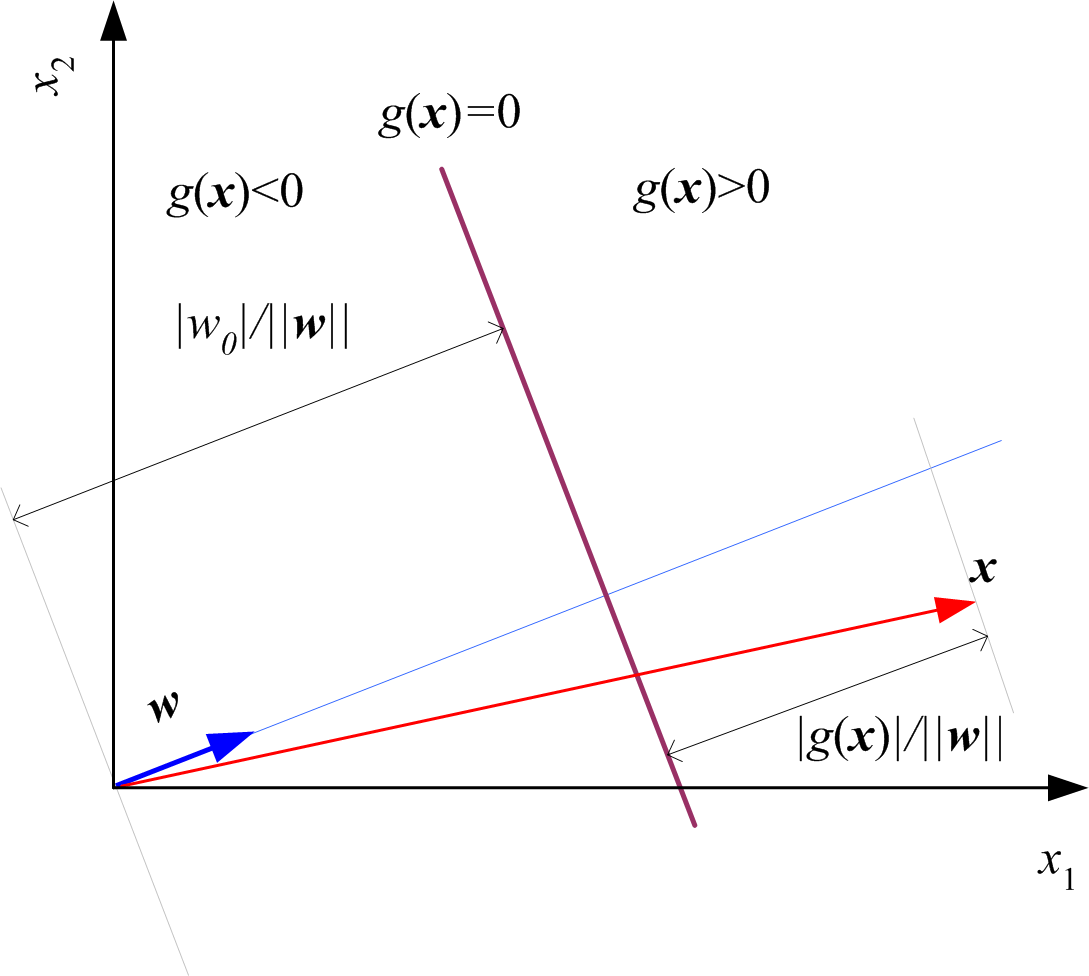 x₂
g(x)=0
g(x)<0
g(x)>0
|w₀|/||w||
x
w
|g(x)|/||w||
x₁